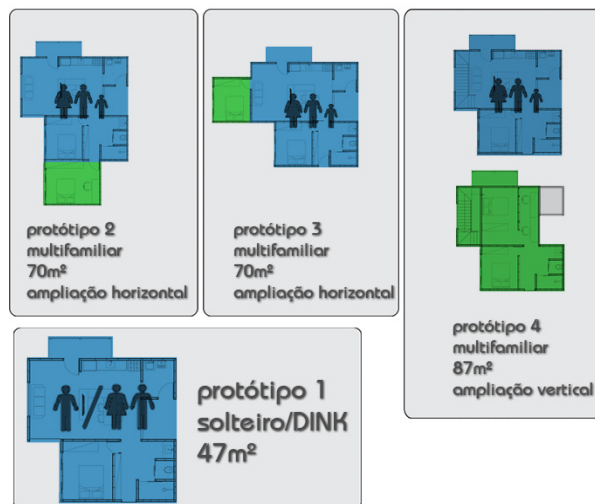 protótipo 2
multifamiliar
70m²
ampliação horizontal
protótipo 3
multifamiliar
70m²
ampliação horizontal
protótipo 4
multifamiliar
87m²
ampliação vertical
protótipo 1
solteiro/DINK
47m²